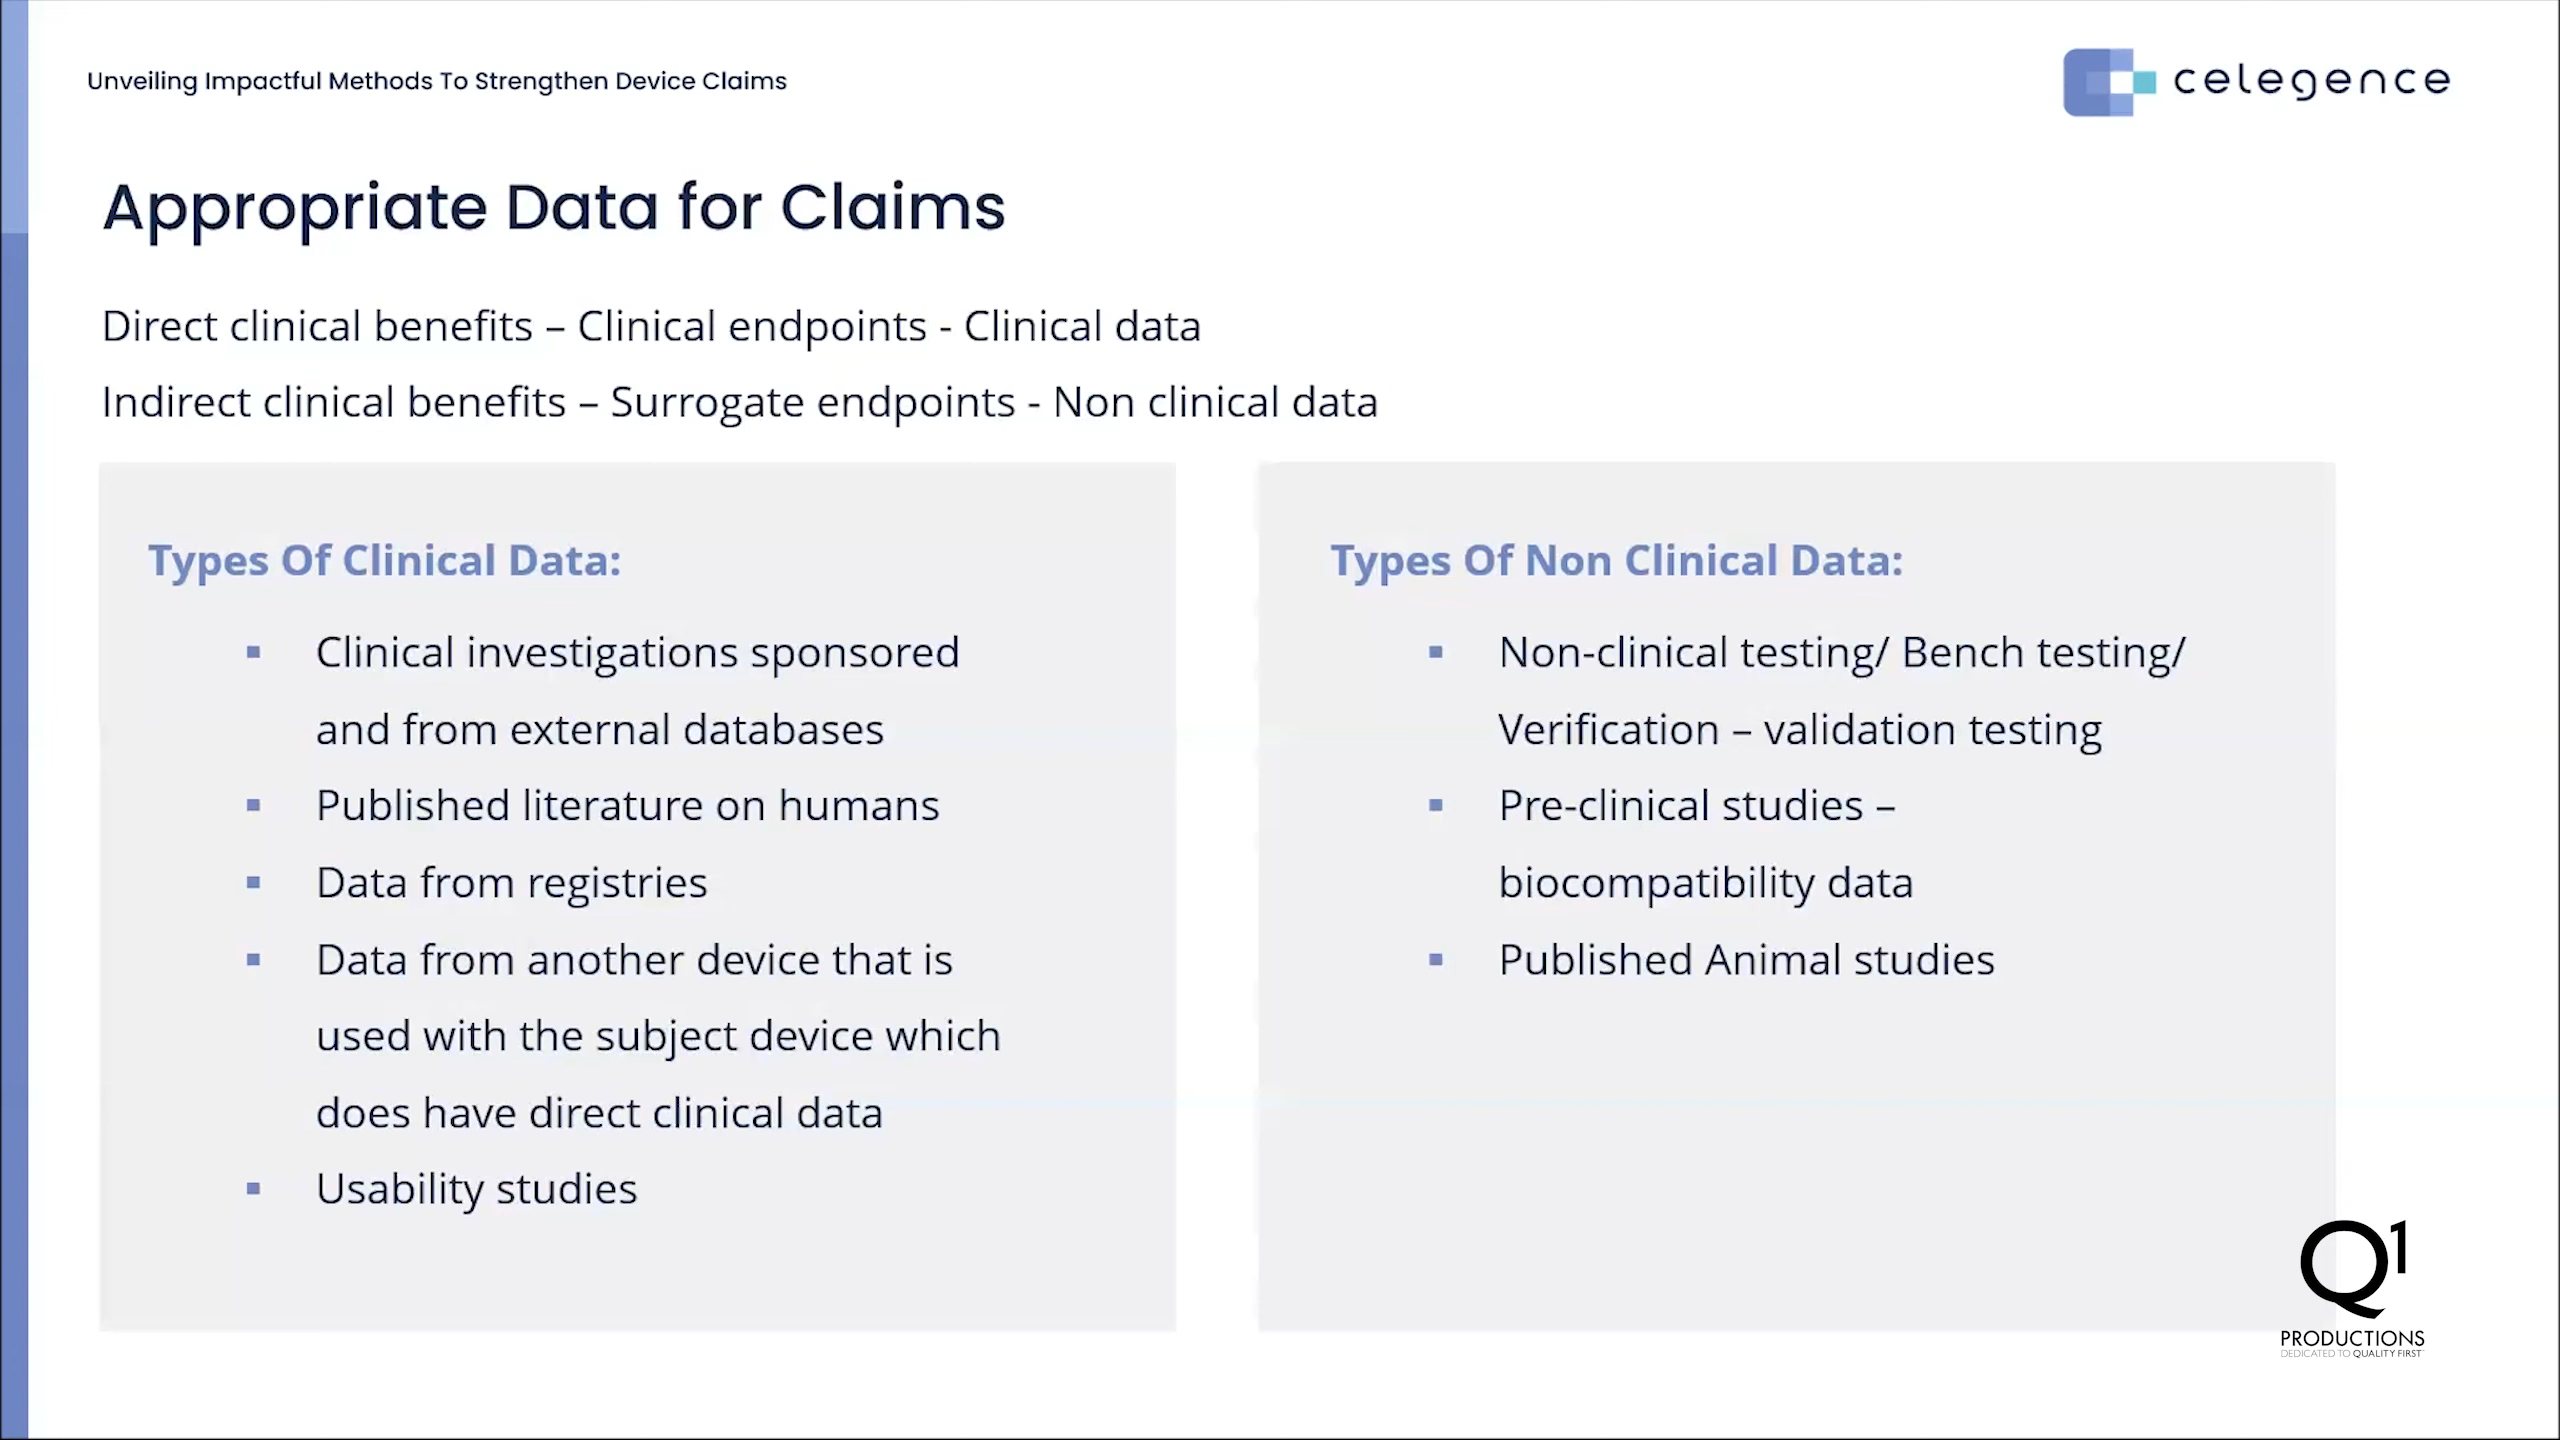 Unveiling Impactful Methods To Strengthen Device Claims
celegence
Appropriate Data for Claims
Direct clinical benefits – Clinical endpoints - Clinical data
Indirect clinical benefits – Surrogate endpoints - Non clinical data
Types Of Clinical Data:
▪ Clinical investigations sponsored
and from external databases
▪ Published literature on humans
▪ Data from registries
▪ Data from another device that is
used with the subject device which
does have direct clinical data
▪ Usability studies
Types Of Non Clinical Data:
▪ Non-clinical testing/ Bench testing/
Verification – validation testing
▪ Pre-clinical studies –
biocompatibility data
▪ Published Animal studies
Q1
PRODUCTIONS
DEDICATED TO QUALITY FIRST